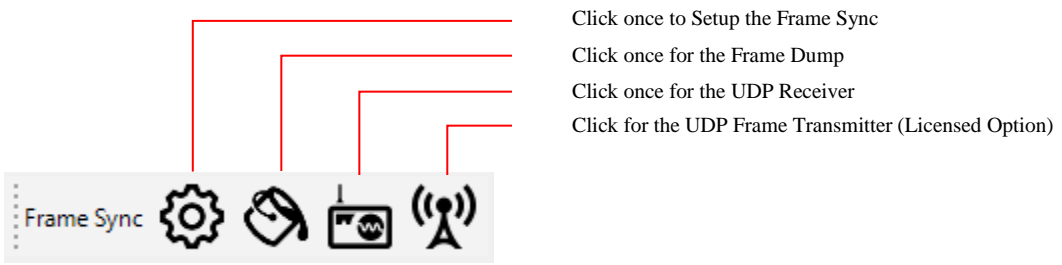 Click once to Setup the Frame Sync
Click once for the Frame Dump
Click once for the UDP Receiver
Click for the UDP Frame Transmitter (Licensed Option)
Frame Sync